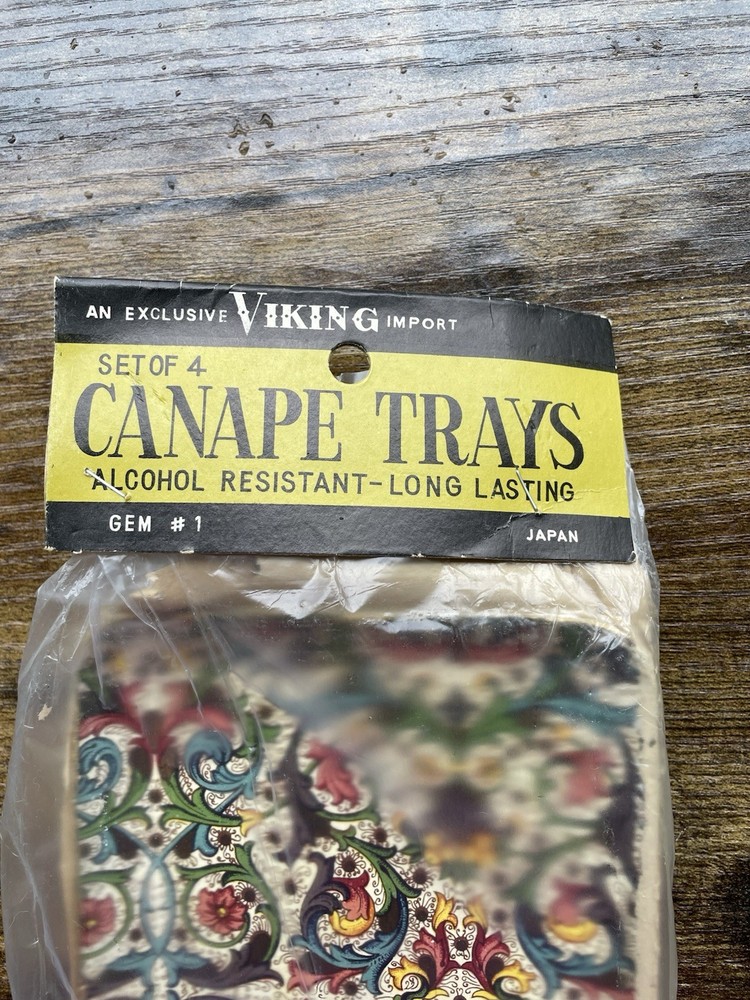 AN EXCLUSIVE VIKING IMPORT
SET OF 4
CANAPE TRAYS
ALCOHOL RESISTANT-LONG LASTING
GEM #1 JAPAN